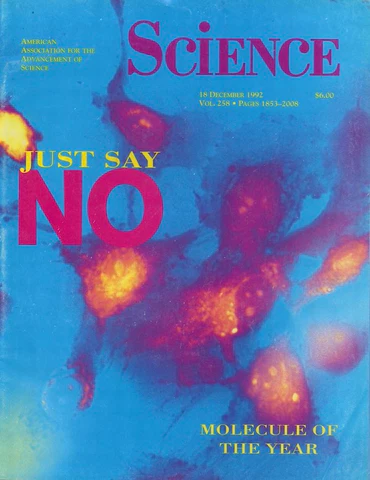 AMERICAN
ASSOCIATION FOR THE
ADVANCEMENT OF
SCIENCE
SCiENCE
18 DECEMBER 1992 $6.00
VOL. 258 • PAGES 1853–2008
JUST SAY
NO
MOLECULE OF
THE YEAR